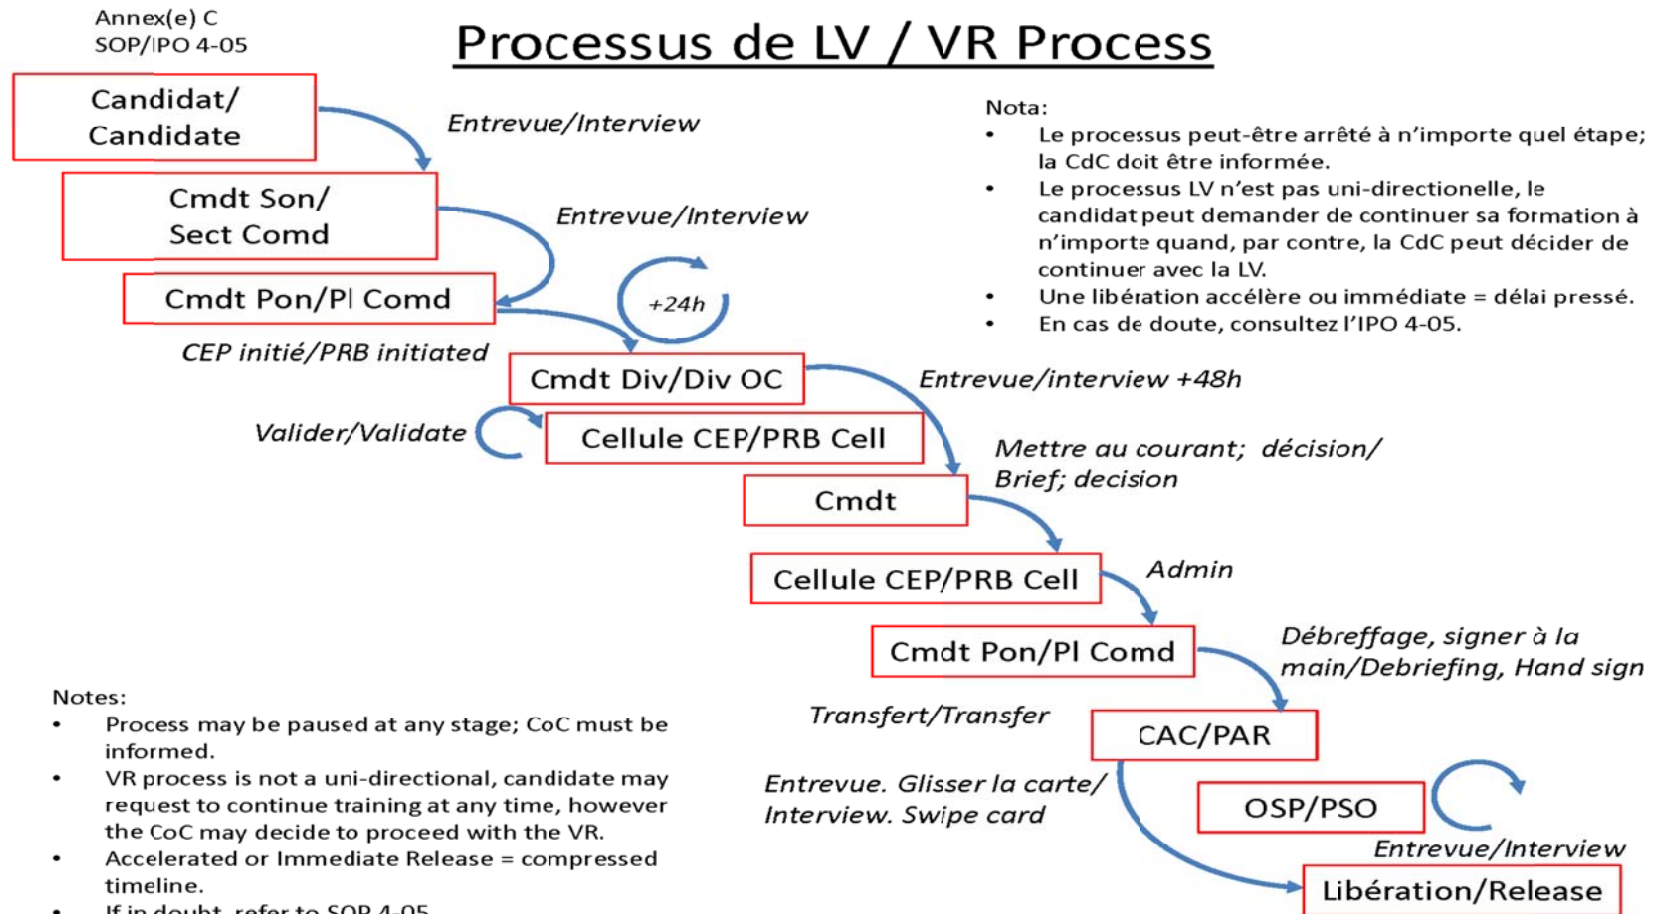 Annex(e) C
SOP/IPO 4-05
Processus de LV / VR Process
Candidat/
Candidate
Entrevue/Interview
Cmdt Son/
Sect Comd
Entrevue/Interview
Cmdt Pon/Pl Comd
+24h
CEP initié/PRB initiated
Cmdt Div/Div OC
Entrevue/interview +48h
Valider/Validate
Cellule CEP/PRB Cell
Mettre au courant; décision/
Brief; decision
Cmdt
Cellule CEP/PRB Cell
Admin
Cmdt Pon/Pl Comd
Débreffage, signer à la
main/Debriefing, Hand sign
Transfert/Transfer
CAC/PAR
Entrevue. Glisser la carte/
Interview. Swipe card
OSP/PSO
Entrevue/Interview
Libération/Release
Nota:
• Le processus peut-être arrêté à n'importe quel étape;
la CdC doit être informée.
• Le processus LV n'est pas uni-directionelle, le
candidat peut demander de continuer sa formation à
n'importe quand, par contre, la CdC peut décider de
continuer avec la LV.
• Une libération accélère ou immédiate = délai pressé.
• En cas de doute, consultez l'IPO 4-05.
Notes:
• Process may be paused at any stage; CoC must be
informed.
• VR process is not a uni-directional, candidate may
request to continue training at any time, however
the CoC may decide to proceed with the VR.
• Accelerated or Immediate Release = compressed
timeline.
• If in doubt, refer to SOP 4-05